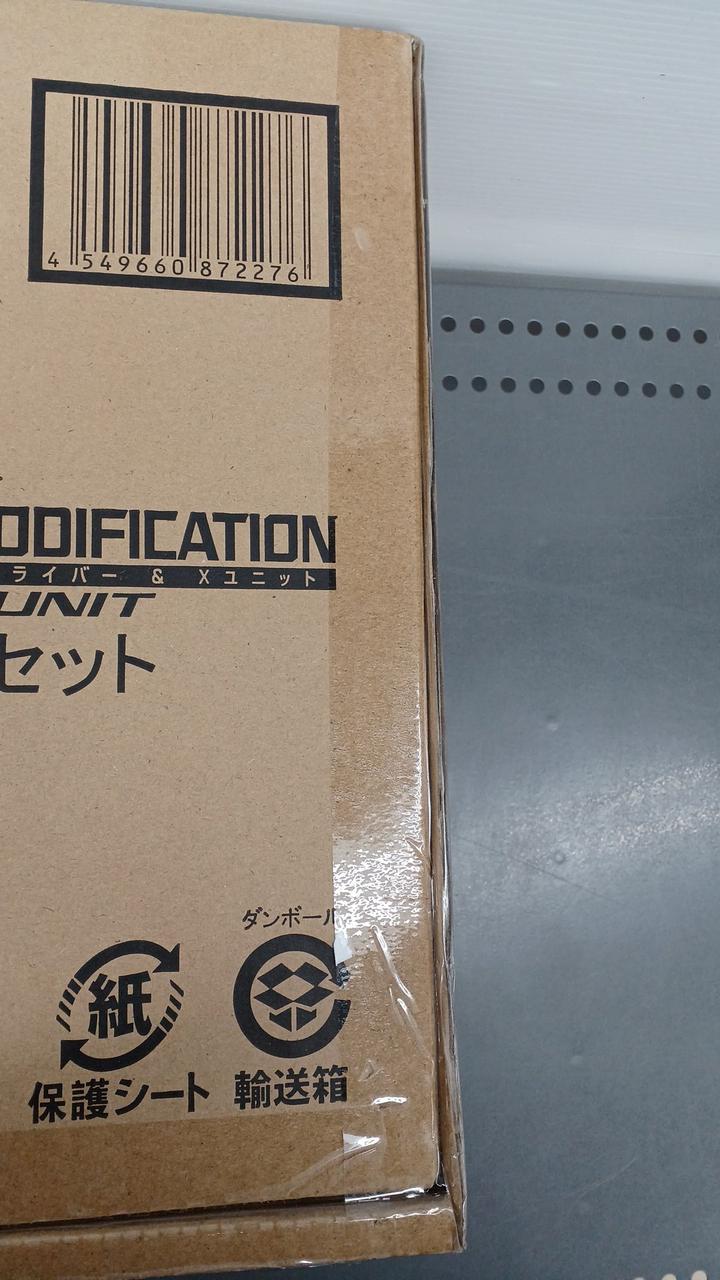 4 549660 872276
ODIFICATION
ライバー & Xユニット
UNIT
セット
ダンボール
紙
保護シート
輸送箱